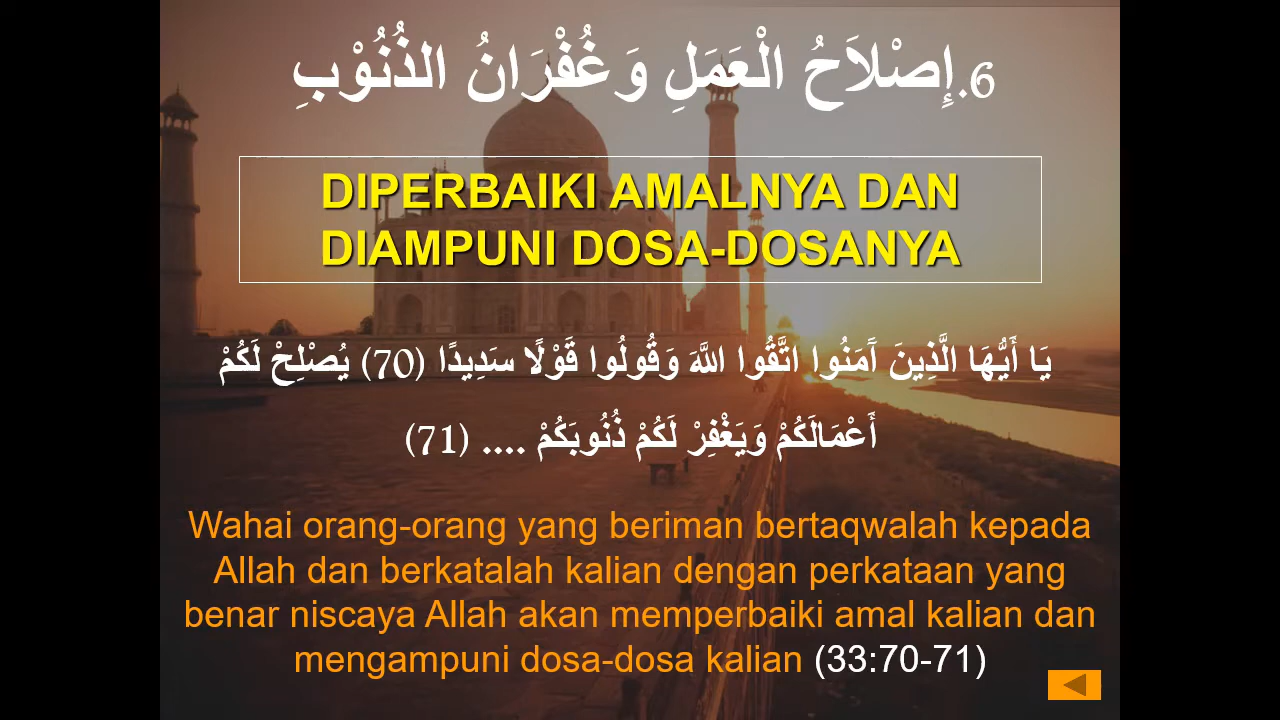 6.إِصْلَاحُ الْعَمَلِ وَغُفْرَانُ الذُنُوْبِ
DIPERBAIKI AMALNYA DAN
DIAMPUNI DOSA-DOSANYA
يَا أَيُّهَا الَّذِينَ آَمَنُوا اتَّقُوا اللَّهَ وَقُولُوا قَوْلًا سَدِيدًا (70) يُصْلِحْ لَكُمْ
أَعْمَالَكُمْ وَيَغْفِرْ لَكُمْ ذُنُوبَكُمْ .... (71)
Wahai orang-orang yang beriman bertaqwalah kepada
Allah dan berkatalah kalian dengan perkataan yang
benar niscaya Allah akan memperbaiki amal kalian dan
mengampuni dosa-dosa kalian (33:70-71)